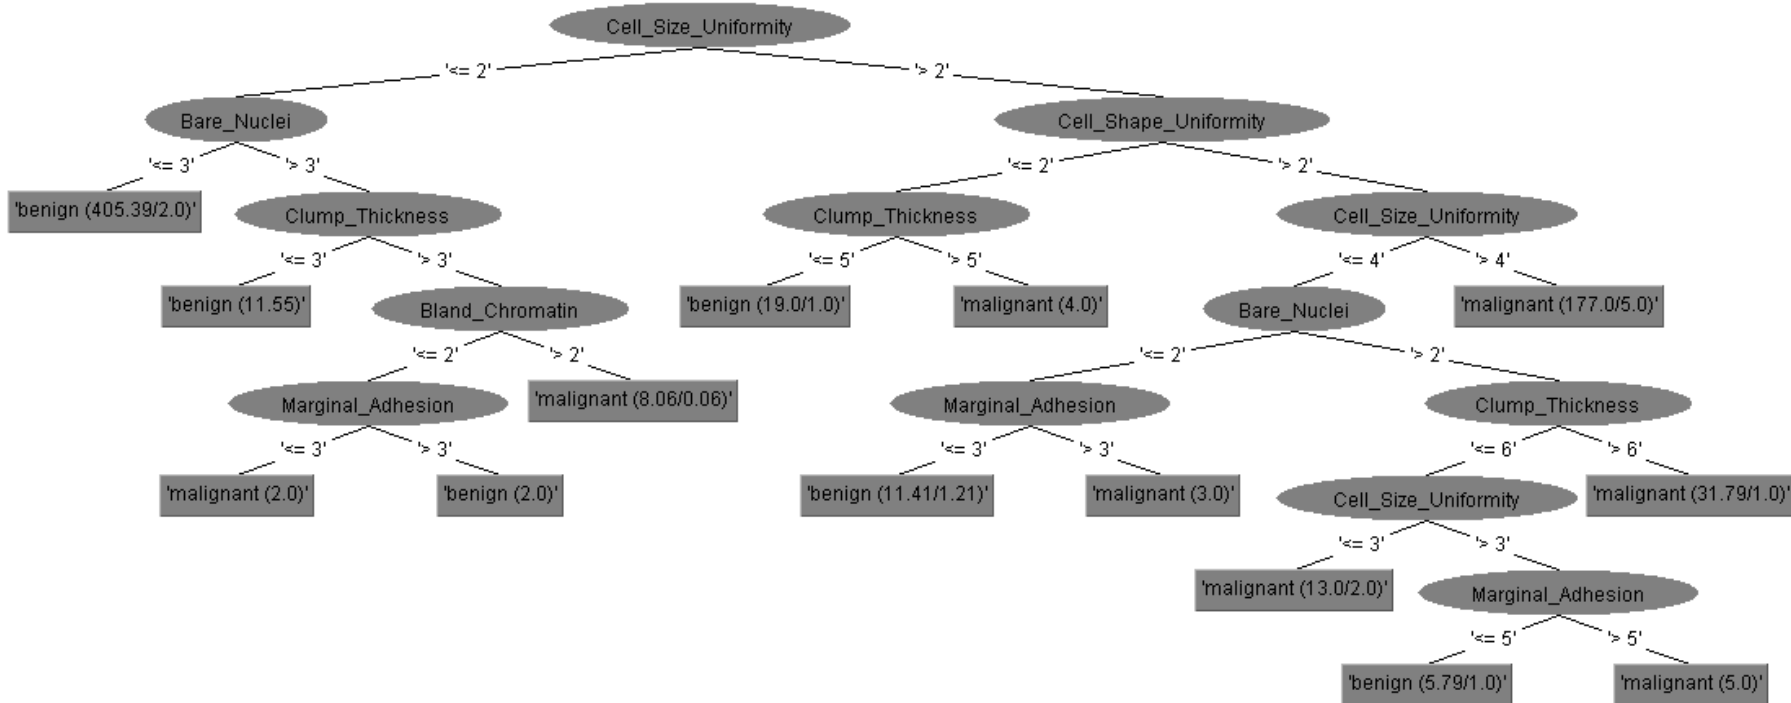 Cell_Size_Uniformity
'<= 2'
'> 2'
Bare_Nuclei
Cell_Shape_Uniformity
'<= 3'
'> 3'
'<= 2'
'> 2'
'benign (405.39/2.0)'
Clump_Thickness
Clump_Thickness
Cell_Size_Uniformity
'<= 3'
'> 3'
'<= 5'
'> 5'
'<= 4'
'> 4'
'benign (11.55)'
Bland_Chromatin
'benign (19.0/1.0)'
'malignant (4.0)'
Bare_Nuclei
'malignant (177.0/5.0)'
'<= 2'
'> 2'
'<= 2'
'> 2'
Marginal_Adhesion
'malignant (8.06/0.06)'
Marginal_Adhesion
Clump_Thickness
'<= 3'
'> 3'
'<= 3'
'> 3'
'<= 6'
'> 6'
'malignant (2.0)'
'benign (2.0)'
'benign (11.41/1.21)'
'malignant (3.0)'
Cell_Size_Uniformity
'malignant (31.79/1.0)'
'<= 3'
'> 3'
'malignant (13.0/2.0)'
Marginal_Adhesion
'<= 5'
'> 5'
'benign (5.79/1.0)'
'malignant (5.0)'